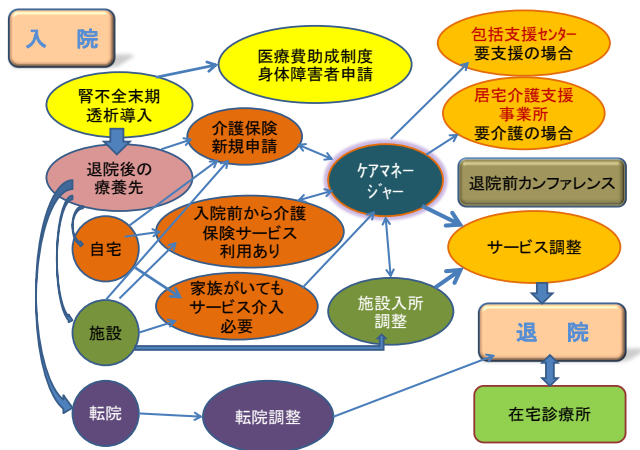 入　院
医療費助成制度
身体障害者申請
包括支援センター
要支援の場合
腎不全末期
透析導入
居宅介護支援
事業所
要介護の場合
介護保険
新規申請
退院後の
療養先
ケアマネー
ジャー
退院前カンファレンス
入院前から介護
保険サービス
利用あり
自宅
サービス調整
家族がいても
サービス介入
必要
施設入所
調整
施設
退　院
転院
転院調整
在宅診療所